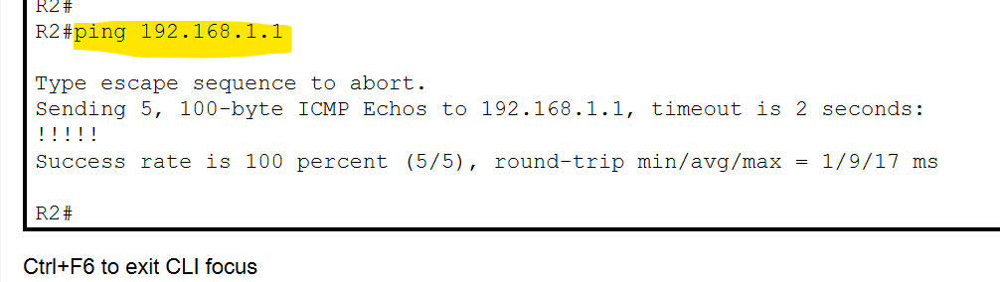 R2#
R2#ping 192.168.1.1
Type escape sequence to abort.
Sending 5, 100-byte ICMP Echos to 192.168.1.1, timeout is 2 seconds:
!!!!!
Success rate is 100 percent (5/5), round-trip min/avg/max = 1/9/17 ms
R2#
Ctrl+F6 to exit CLI focus